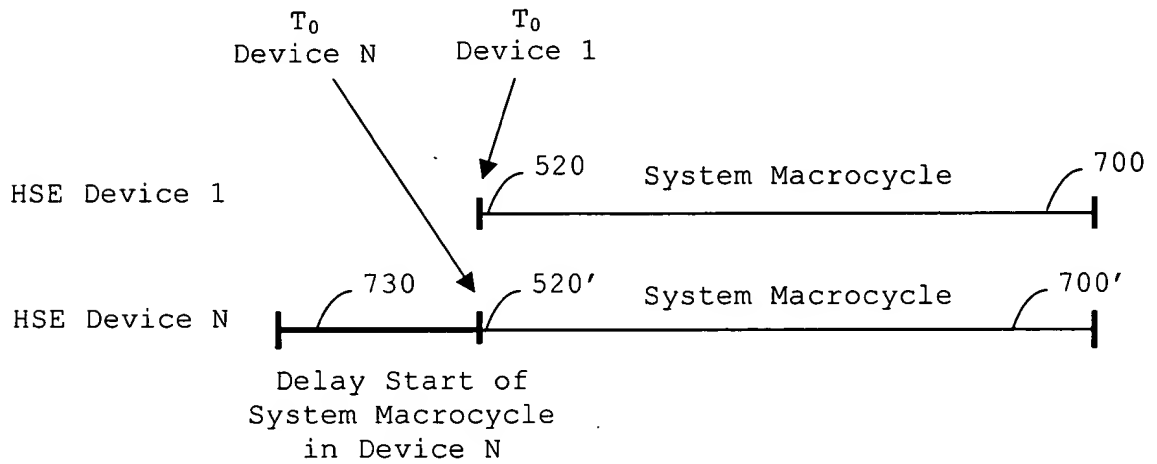 T₀
Device N
T₀
Device 1
HSE Device 1
520
System Macrocycle
700
HSE Device N
730
520'
System Macrocycle
700'
Delay Start of
System Macrocycle
in Device N